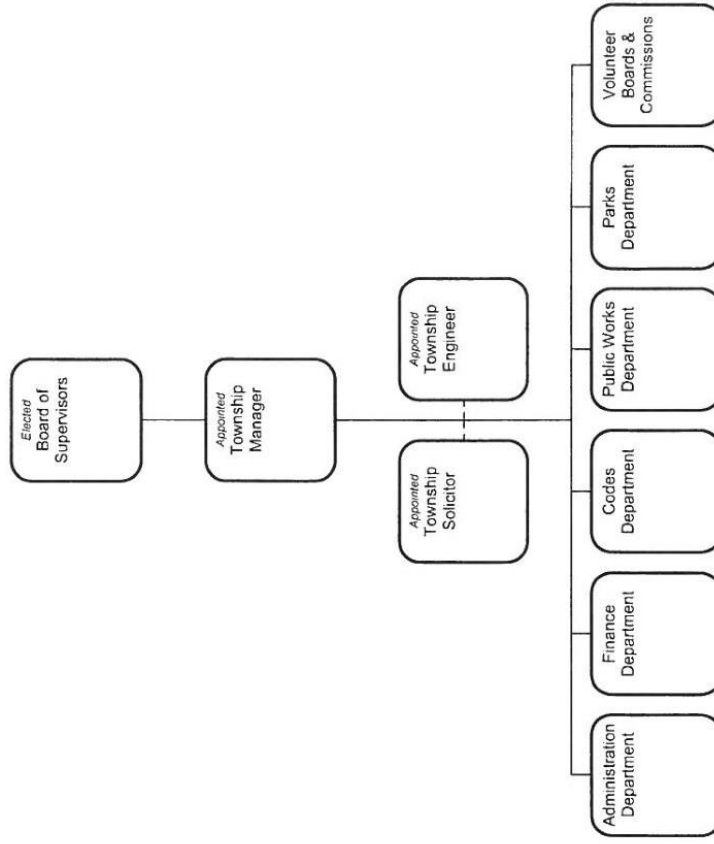 Elected
Board of
Supervisors
Appointed
Township
Manager
Appointed
Township
Solicitor
Appointed
Township
Engineer
Administration
Department
Finance
Department
Codes
Department
Public Works
Department
Parks
Department
Volunteer
Boards &
Commissions